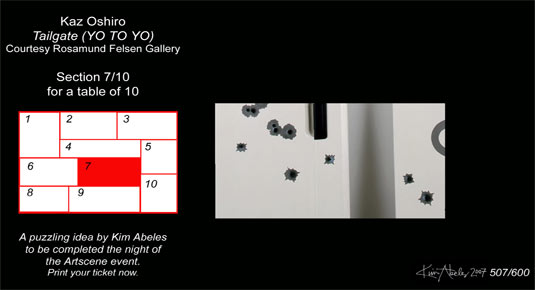 Kaz Oshiro
Tailgate (YO TO YO)
Courtesy Rosamund Felsen Gallery
Section 7/10
for a table of 10
1
2
3
4
5
6
7
8
9
10
A puzzling idea by Kim Abeles
to be completed the night of
the Artscene event.
Print your ticket now.
Kim Abeles 2007 507/600